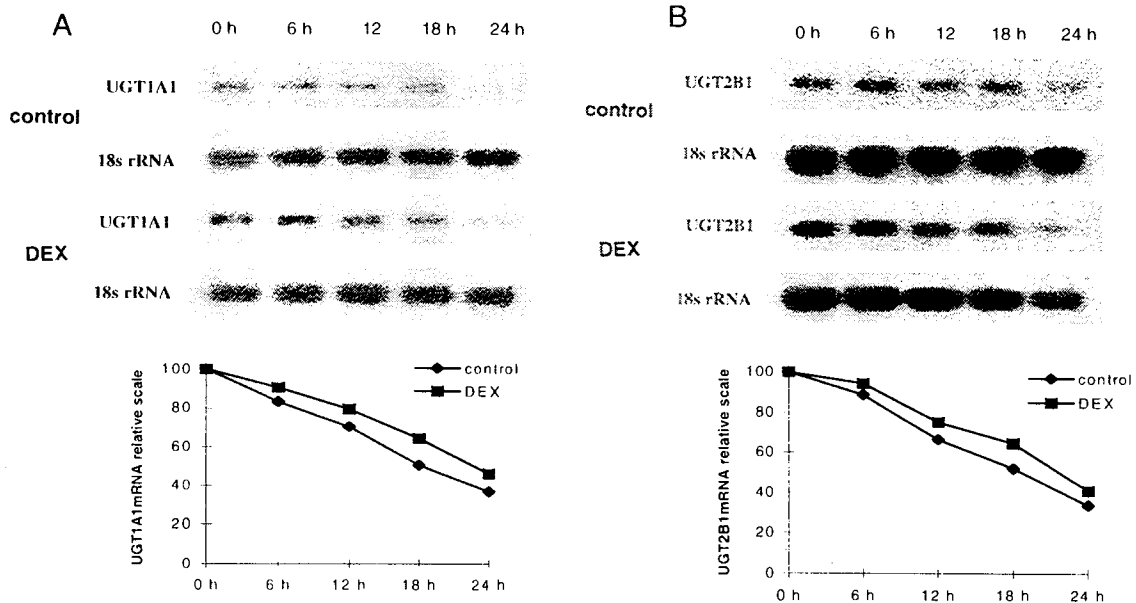 A
0 h 6 h 12 18 h 24 h
UGT1A1
control
18s rRNA
UGT1A1
DEX
18s rRNA
UGT1A1mRNA relative scale
100
80
60
40
20
0
0 h 6 h 12 h 18 h 24 h
control
DEX
B
0 h 6 h 12 18 h 24 h
UGT2B1
control
18s rRNA
UGT2B1
DEX
18s rRNA
UGT2B1mRNA relative scale
100
80
60
40
20
0
0 h 6 h 12 h 18 h 24 h
control
DEX